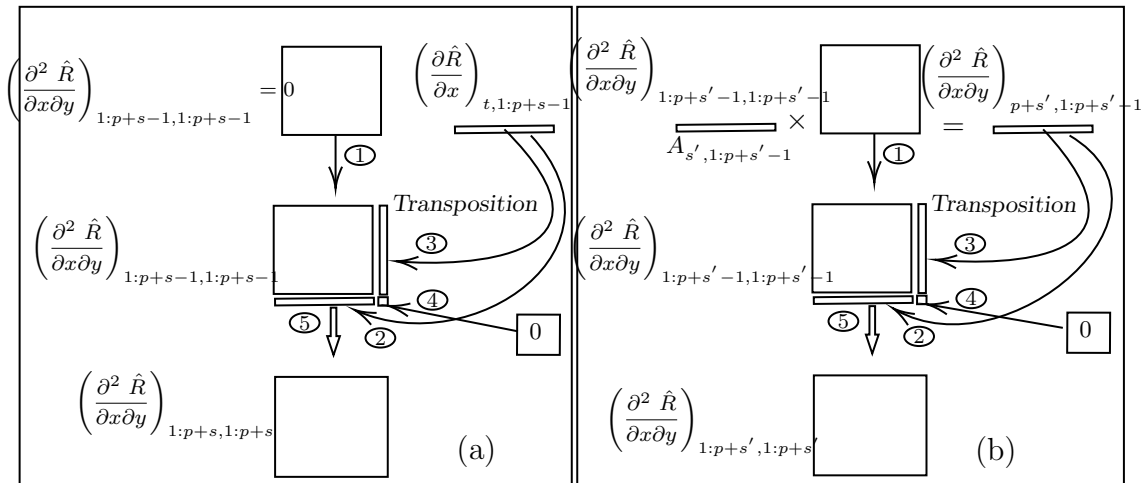 (∂² R̂ / ∂x∂y)_{1:p+s−1,1:p+s−1} = 0
(∂R̂ / ∂x)_{t,1:p+s−1}
①
Transposition
(∂² R̂ / ∂x∂y)_{1:p+s−1,1:p+s−1}
③
④
⑤
②
0
(∂² R̂ / ∂x∂y)_{1:p+s,1:p+s}
(a)
(∂² R̂ / ∂x∂y)_{1:p+s′−1,1:p+s′−1}
(∂² R̂ / ∂x∂y)_{p+s′,1:p+s′−1}
× =
A_{s′,1:p+s′−1}
①
Transposition
(∂² R̂ / ∂x∂y)_{1:p+s′−1,1:p+s′−1}
③
④
⑤
②
0
(∂² R̂ / ∂x∂y)_{1:p+s′,1:p+s′}
(b)